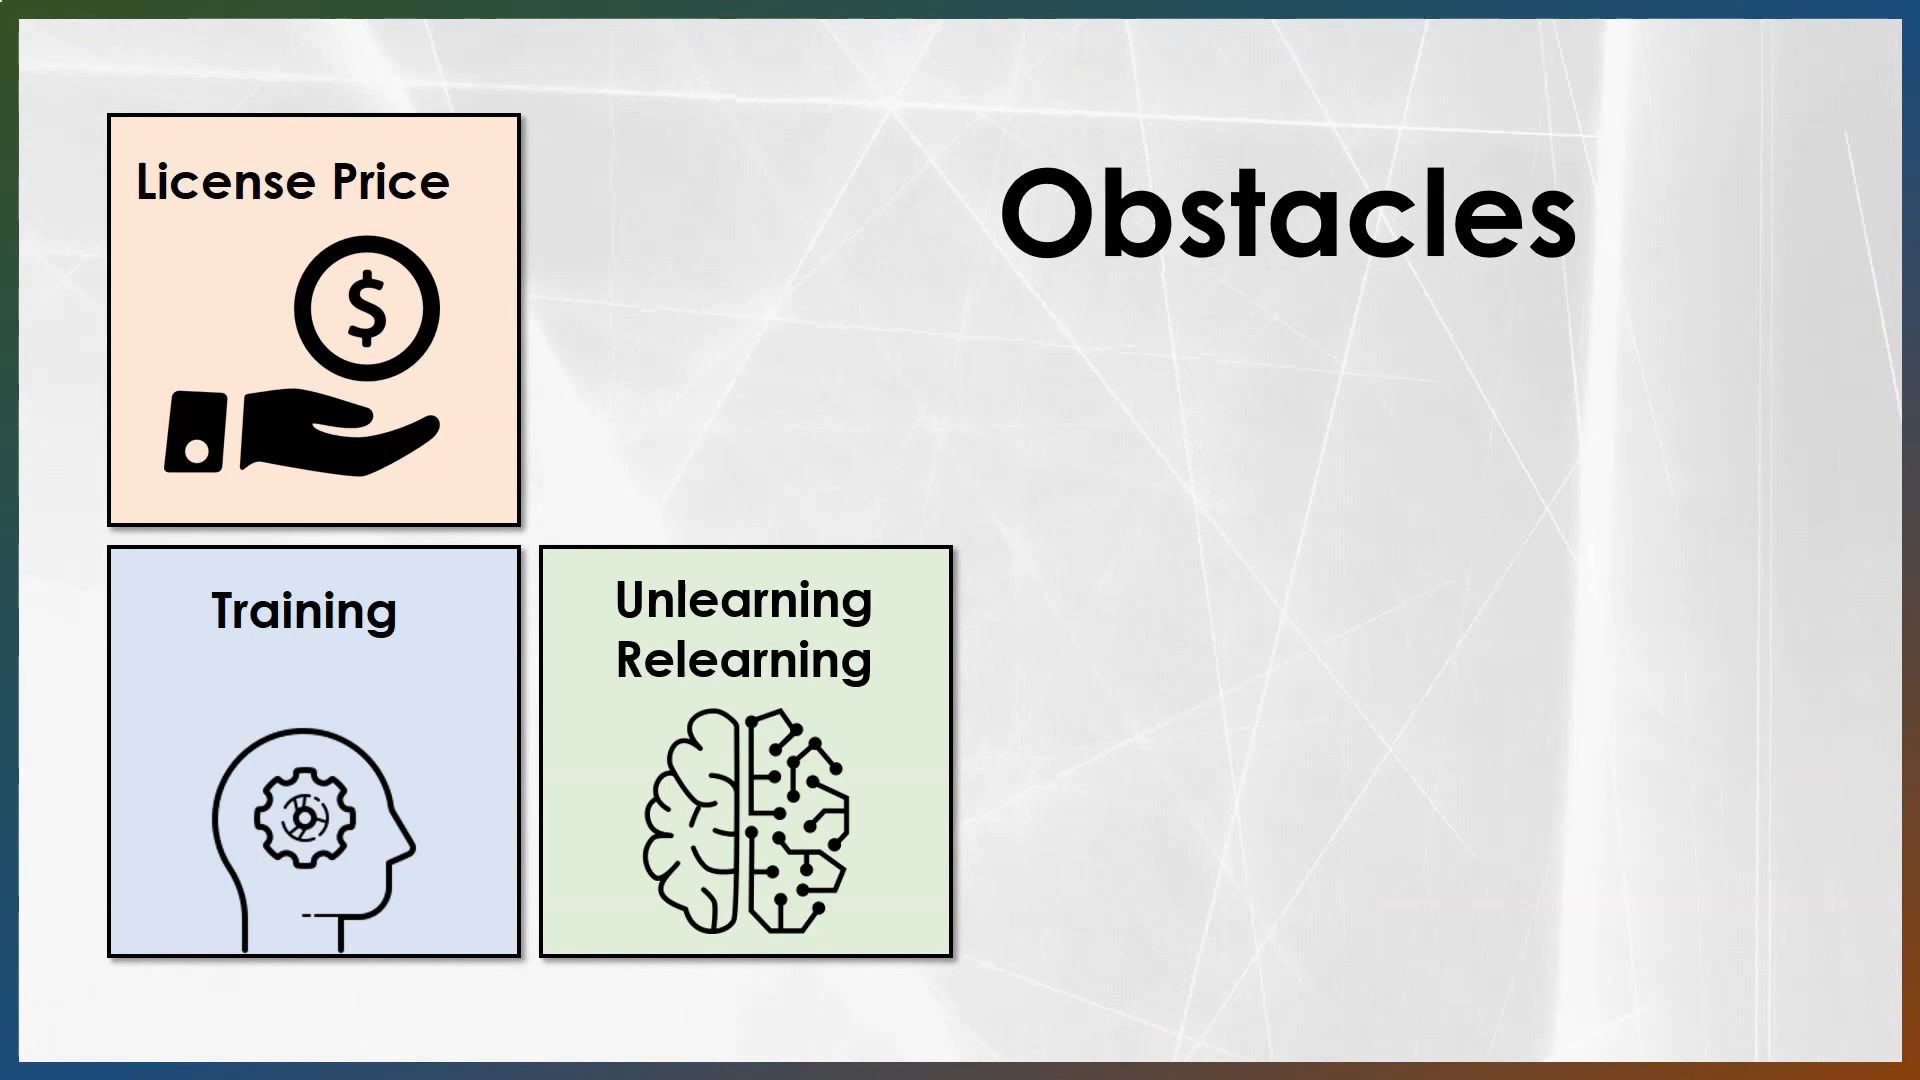 Obstacles
License Price
$
Training
Unlearning
Relearning